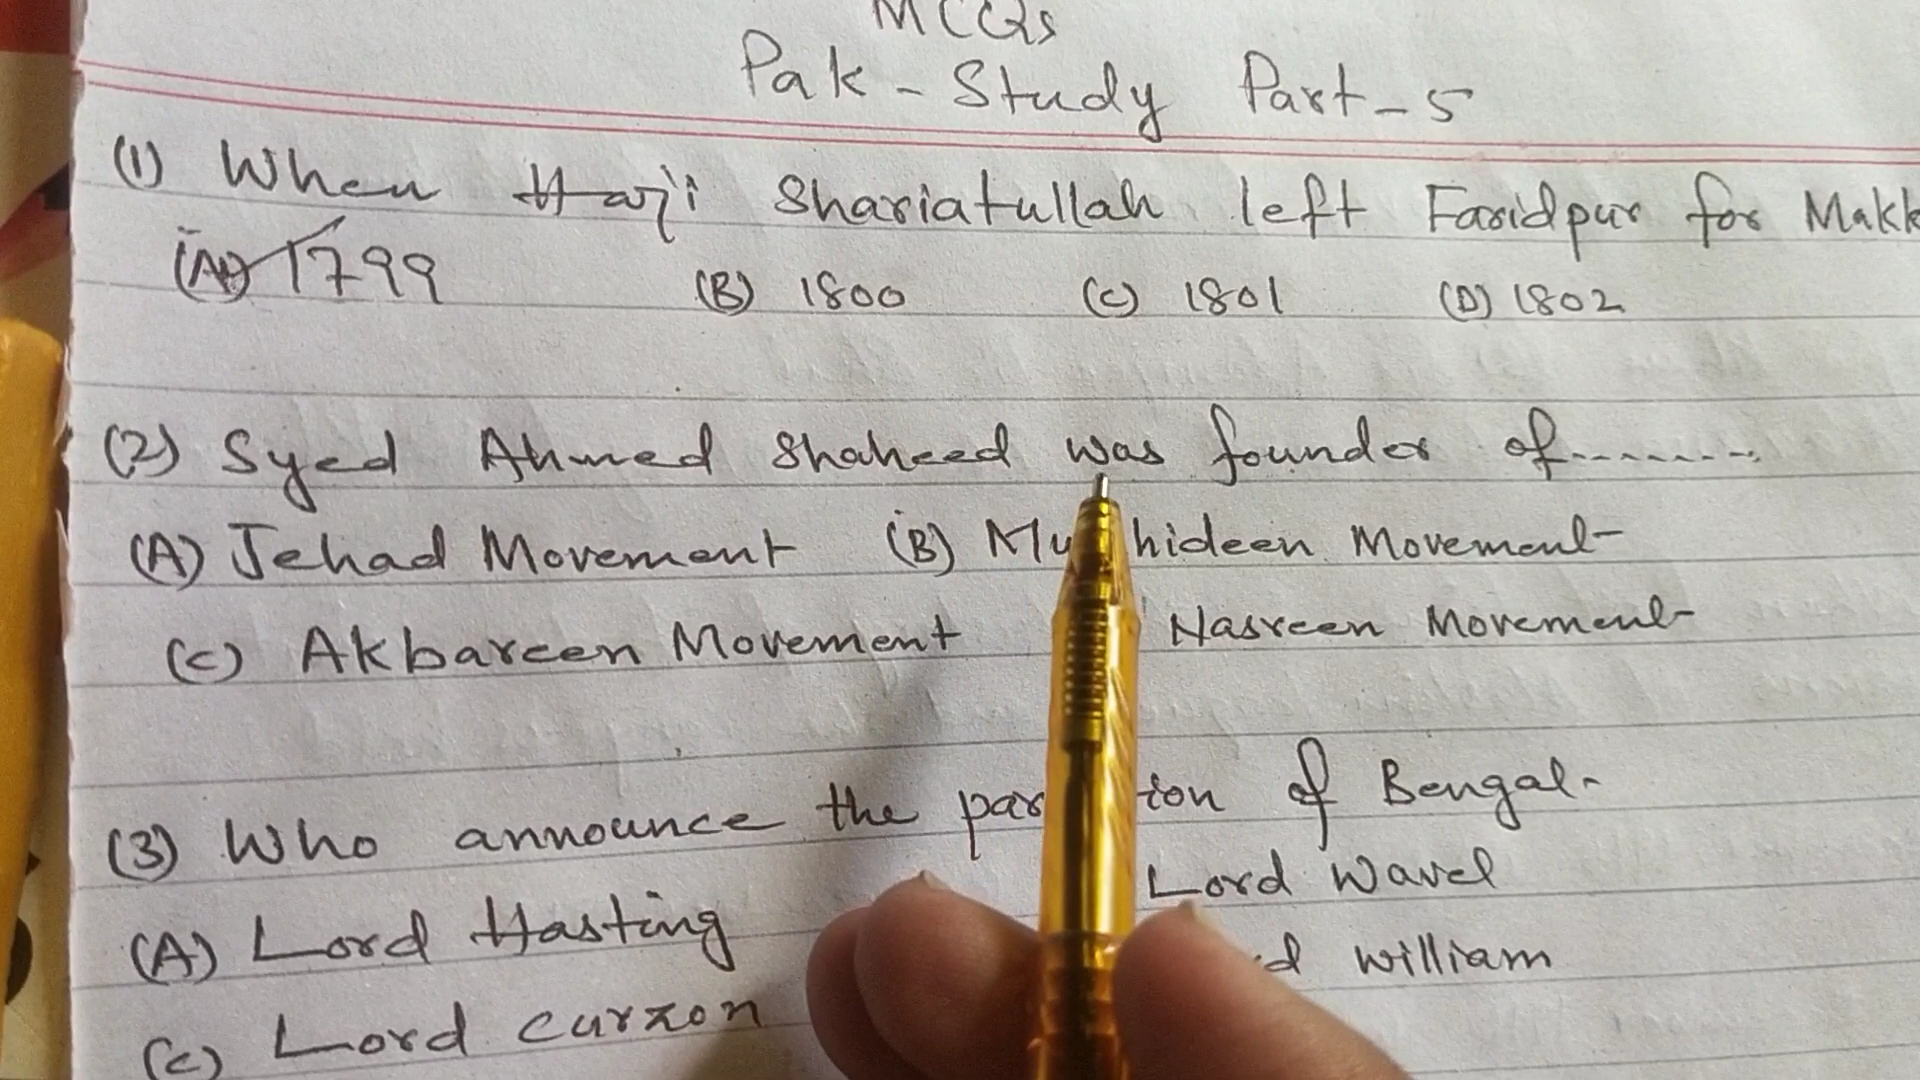 MCQs
Pak - Study Part - 5
(1) When Haji Shariatullah left Faridpur for Makk
(A) 1799 (B) 1800 (C) 1801 (D) 1802
(2) Syed Ahmed Shaheed was founder of........
(A) Jehad Movement (B) Mu hideen Movement
(C) Akbareen Movement Nasreen Movement
(3) Who announce the par ion of Bengal-
(A) Lord Hasting Lord Wavel
(C) Lord curzon d William